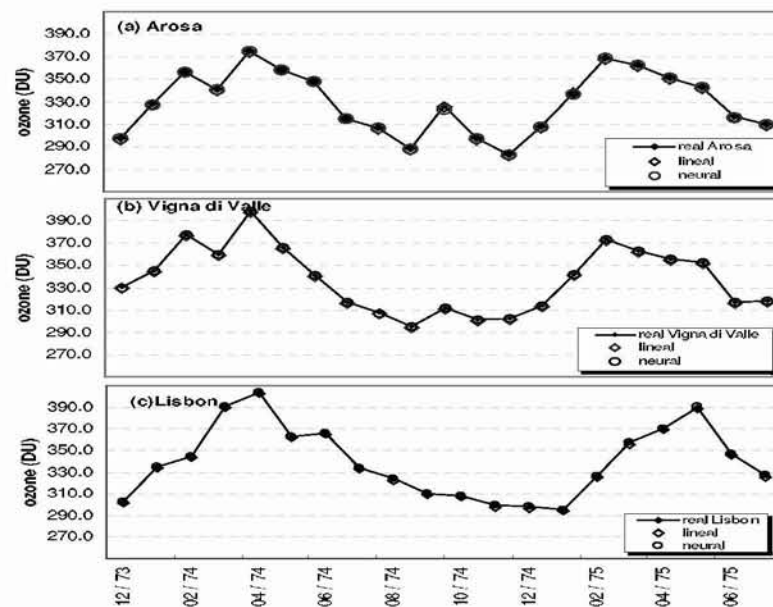 (a) Arosa
390.0
370.0
350.0
330.0
310.0
290.0
270.0
ozone (DU)
real Arosa
lineal
neural
(b) Vigna di Valle
390.0
370.0
350.0
330.0
310.0
290.0
270.0
ozone (DU)
real Vigna di Valle
lineal
neural
(c)Lisbon
390.0
370.0
350.0
330.0
310.0
290.0
270.0
ozone (DU)
real Lisbon
lineal
neural
12 / 73
02 / 74
04 / 74
06 / 74
08 / 74
10 / 74
12 / 74
02 / 75
04 / 75
06 / 75